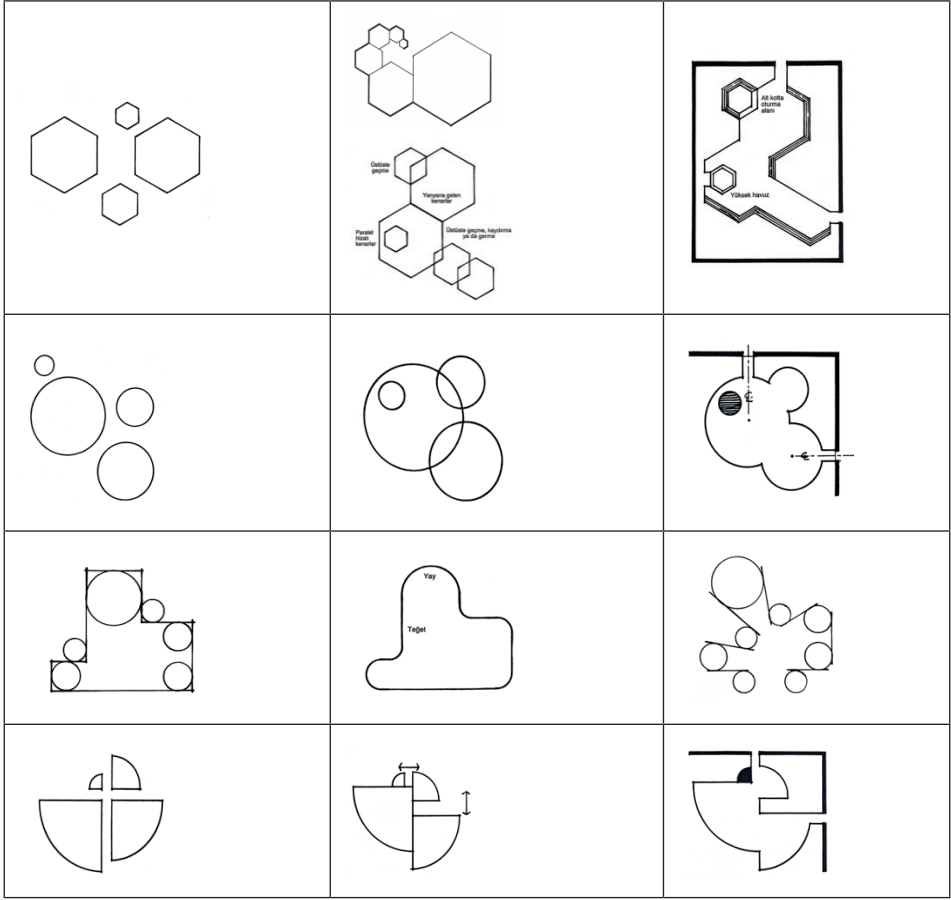 Üstüste
geçme
Yanyana gelen
kenarlar
Paralel
hizalı
kenarlar
Üstüste geçme, kaydırma
ya da germe
Alt kotta
oturma
alanı
Yüksek havuz
Yay
Teğet